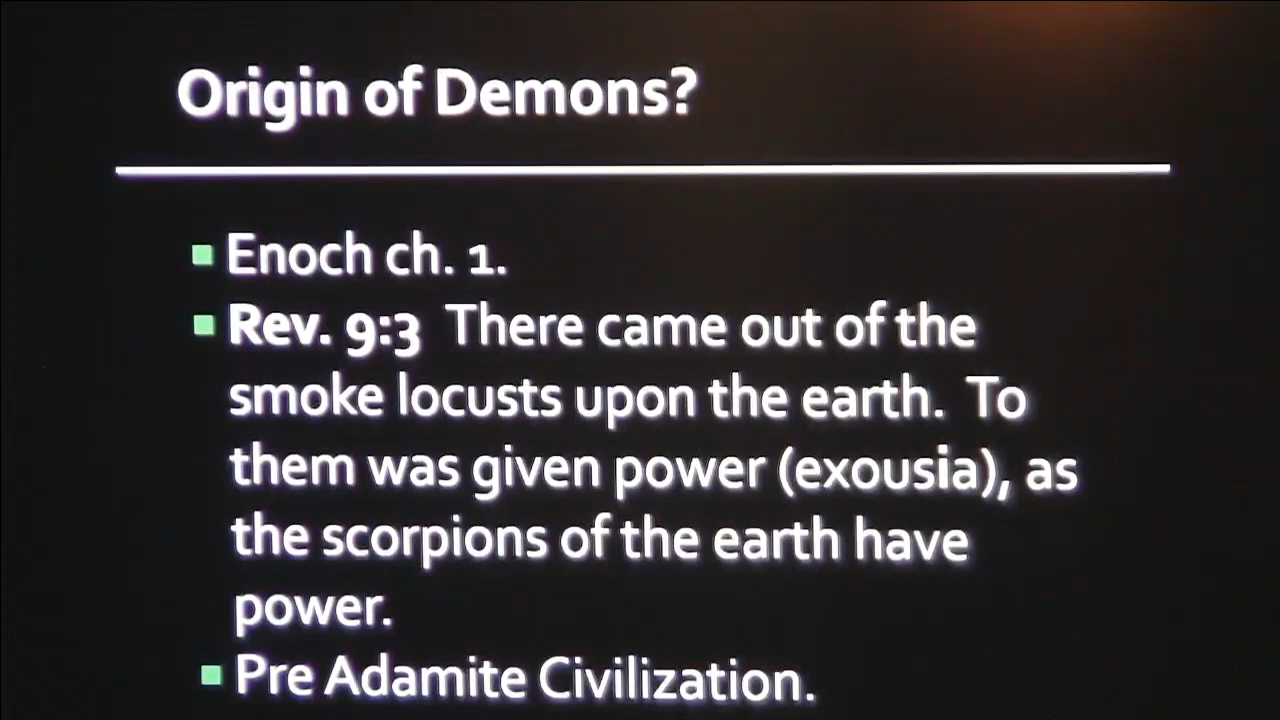 Origin of Demons?
Enoch ch. 1.
Rev. 9:3 There came out of the
smoke locusts upon the earth. To
them was given power (exousia), as
the scorpions of the earth have
power.
Pre Adamite Civilization.